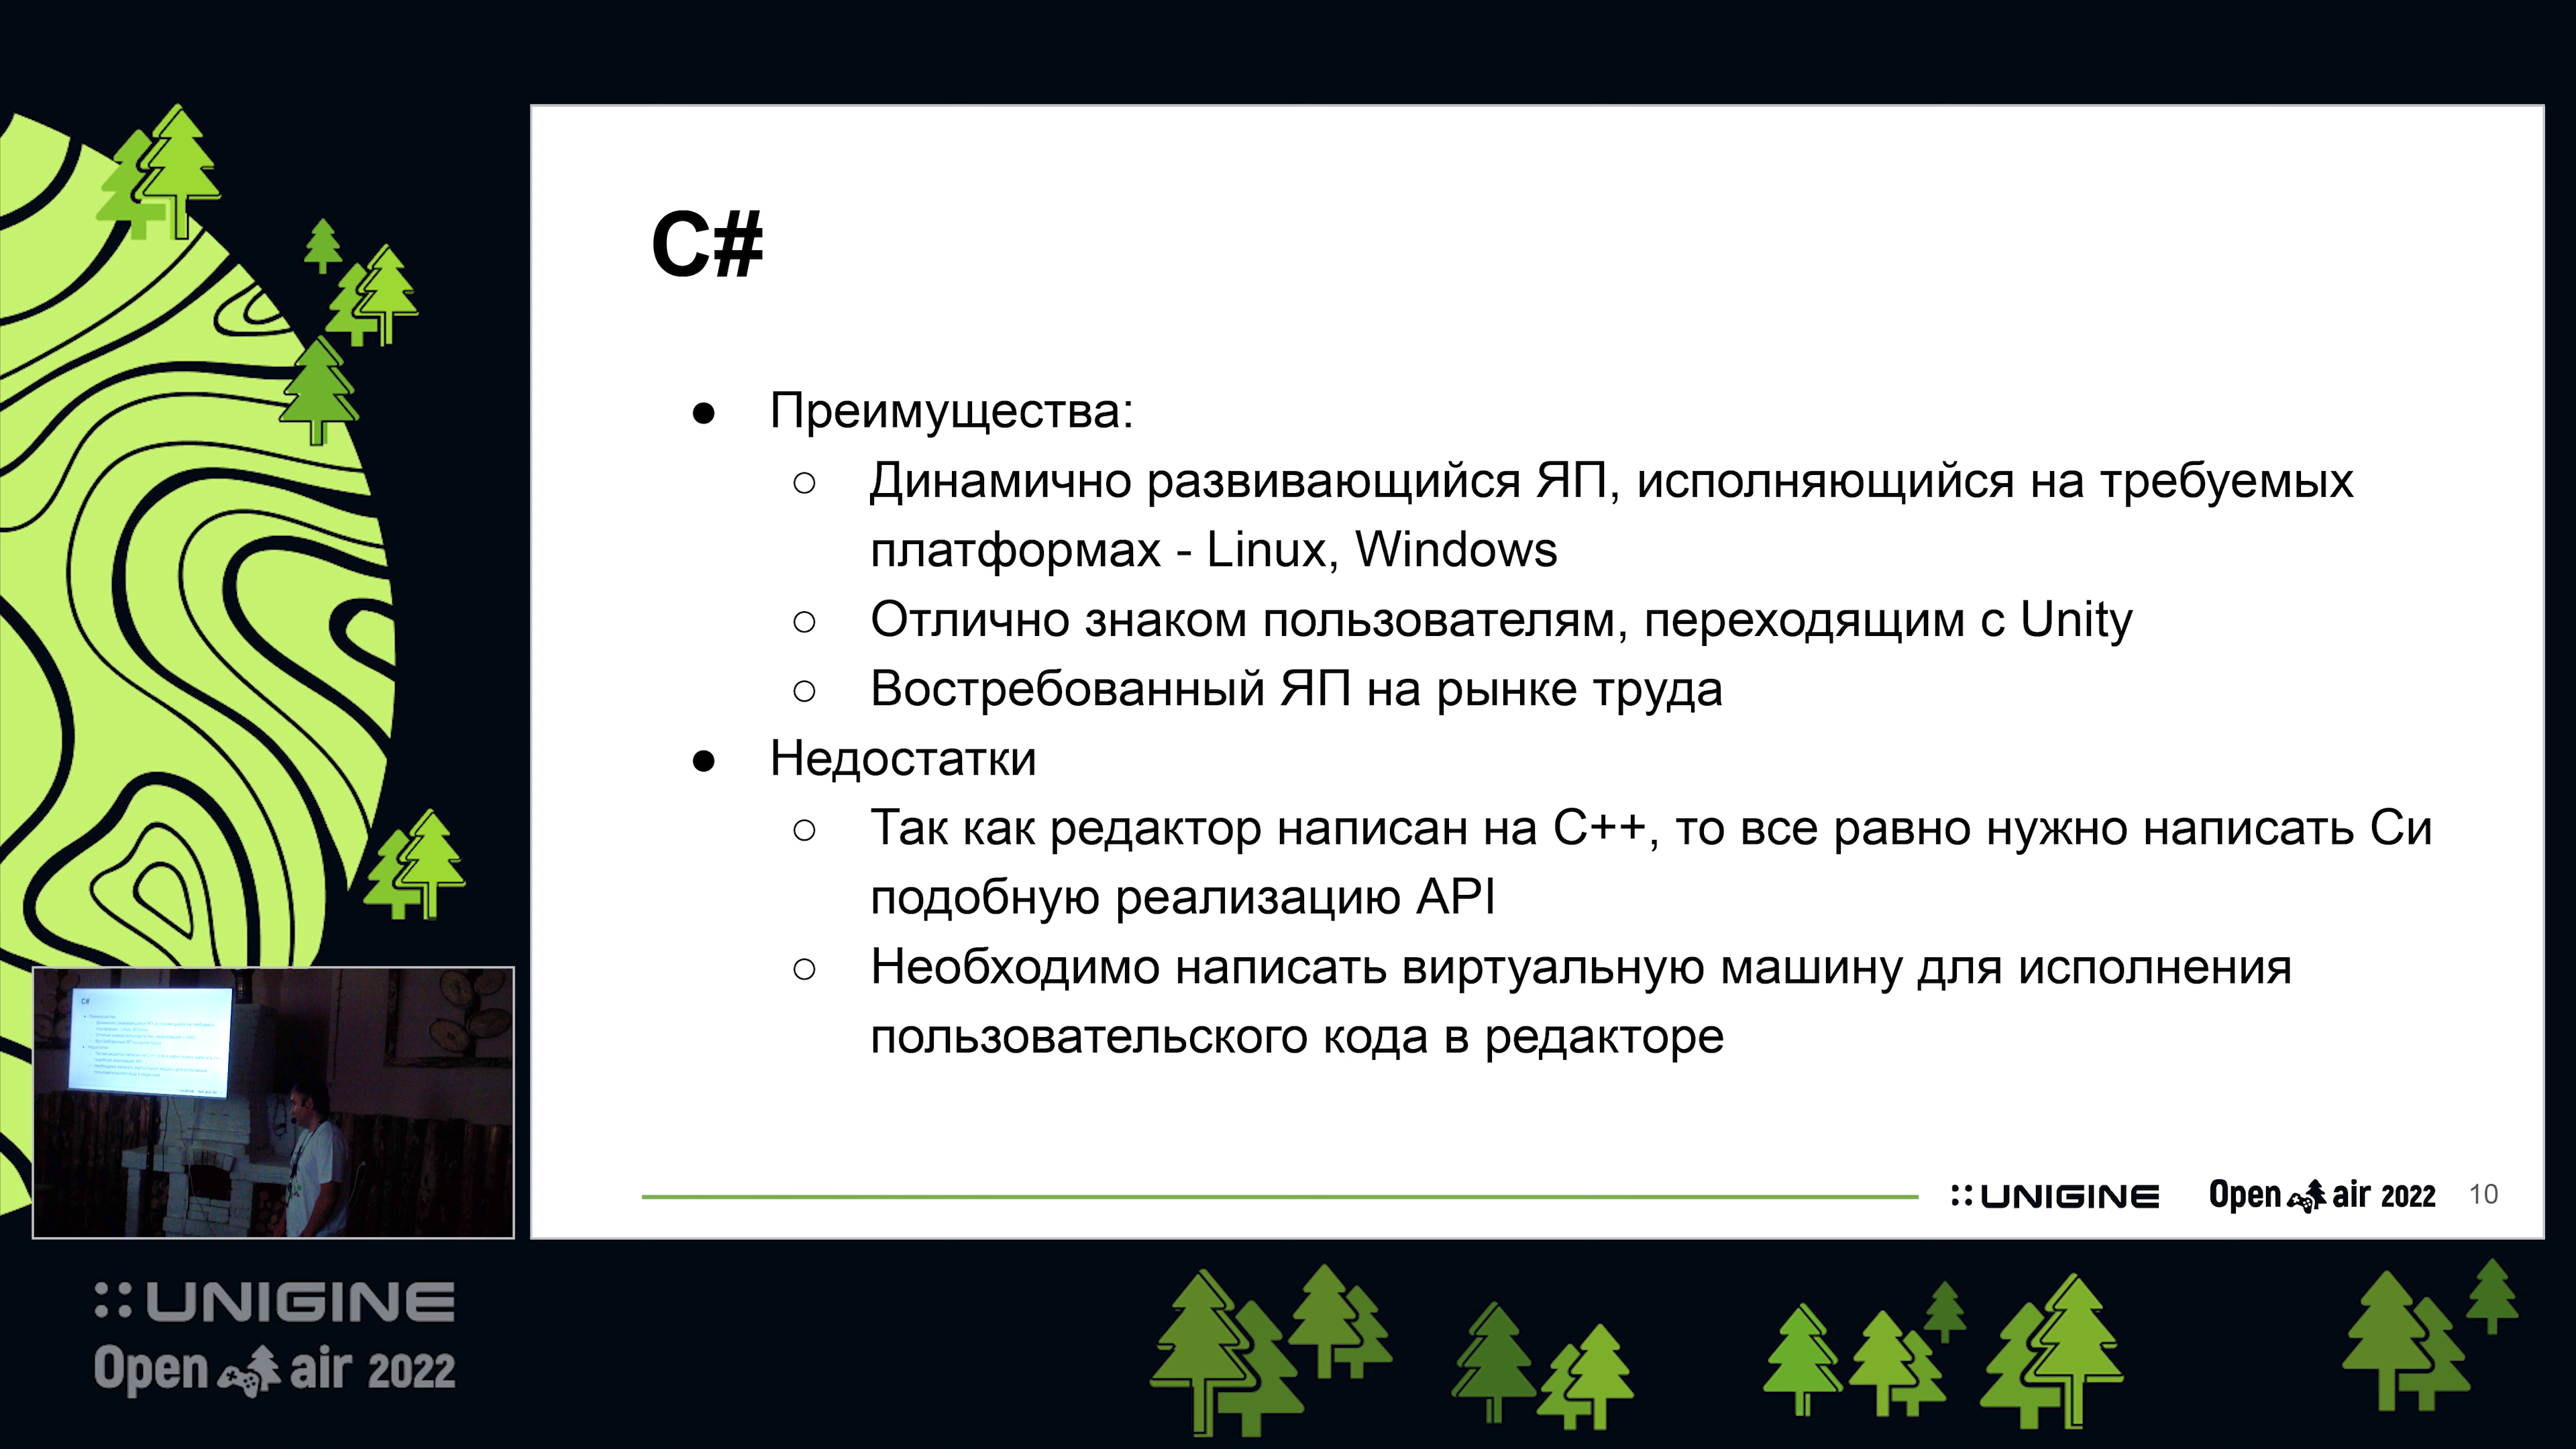 C#
● Преимущества:
○ Динамично развивающийся ЯП, исполняющийся на требуемых
платформах - Linux, Windows
○ Отлично знаком пользователям, переходящим с Unity
○ Востребованный ЯП на рынке труда
● Недостатки
○ Так как редактор написан на C++, то все равно нужно написать Си
подобную реализацию API
○ Необходимо написать виртуальную машину для исполнения
пользовательского кода в редакторе
UNIGINE Open air 2022 10
C#
UNIGINE
Open air 2022